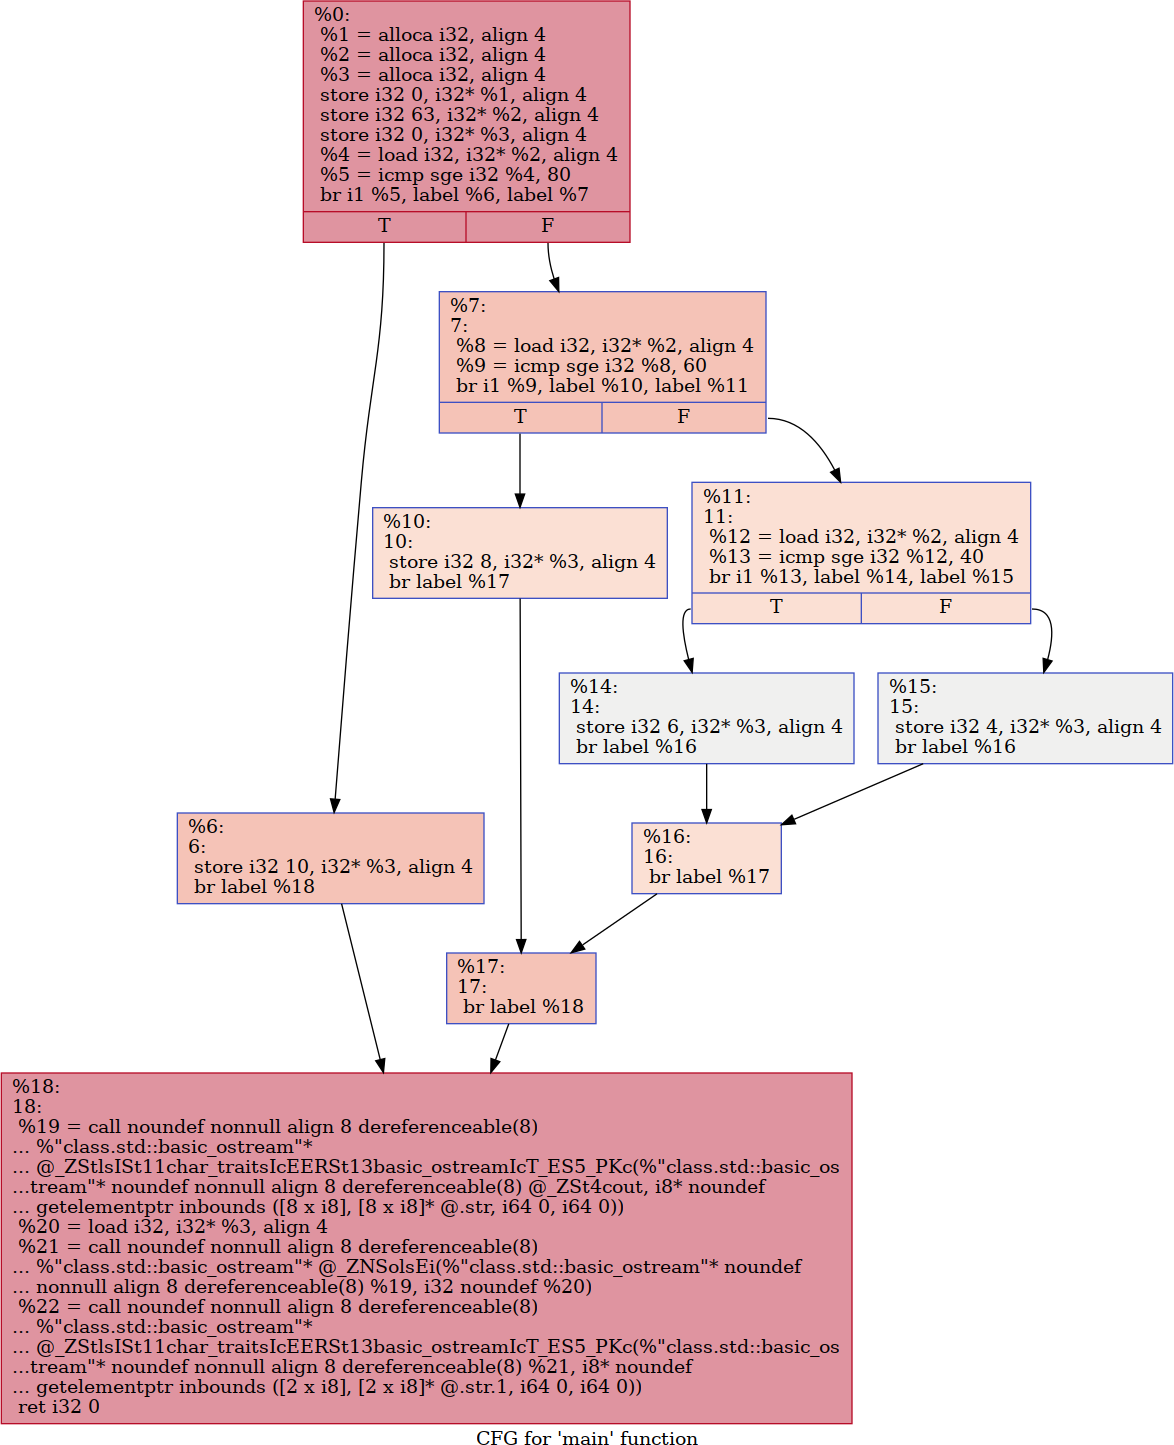 %0:
%1 = alloca i32, align 4
%2 = alloca i32, align 4
%3 = alloca i32, align 4
store i32 0, i32* %1, align 4
store i32 63, i32* %2, align 4
store i32 0, i32* %3, align 4
%4 = load i32, i32* %2, align 4
%5 = icmp sge i32 %4, 80
br i1 %5, label %6, label %7
T
F
%7:
7:
%8 = load i32, i32* %2, align 4
%9 = icmp sge i32 %8, 60
br i1 %9, label %10, label %11
T
F
%10:
10:
store i32 8, i32* %3, align 4
br label %17
%11:
11:
%12 = load i32, i32* %2, align 4
%13 = icmp sge i32 %12, 40
br i1 %13, label %14, label %15
T
F
%14:
14:
store i32 6, i32* %3, align 4
br label %16
%15:
15:
store i32 4, i32* %3, align 4
br label %16
%6:
6:
store i32 10, i32* %3, align 4
br label %18
%16:
16:
br label %17
%17:
17:
br label %18
%18:
18:
%19 = call noundef nonnull align 8 dereferenceable(8)
... %"class.std::basic_ostream"*
... @_ZStlsISt11char_traitsIcEERSt13basic_ostreamIcT_ES5_PKc(%"class.std::basic_os
...tream"* noundef nonnull align 8 dereferenceable(8) @_ZSt4cout, i8* noundef
... getelementptr inbounds ([8 x i8], [8 x i8]* @.str, i64 0, i64 0))
%20 = load i32, i32* %3, align 4
%21 = call noundef nonnull align 8 dereferenceable(8)
... %"class.std::basic_ostream"* @_ZNSolsEi(%"class.std::basic_ostream"* noundef
... nonnull align 8 dereferenceable(8) %19, i32 noundef %20)
%22 = call noundef nonnull align 8 dereferenceable(8)
... %"class.std::basic_ostream"*
... @_ZStlsISt11char_traitsIcEERSt13basic_ostreamIcT_ES5_PKc(%"class.std::basic_os
...tream"* noundef nonnull align 8 dereferenceable(8) %21, i8* noundef
... getelementptr inbounds ([2 x i8], [2 x i8]* @.str.1, i64 0, i64 0))
ret i32 0
CFG for 'main' function